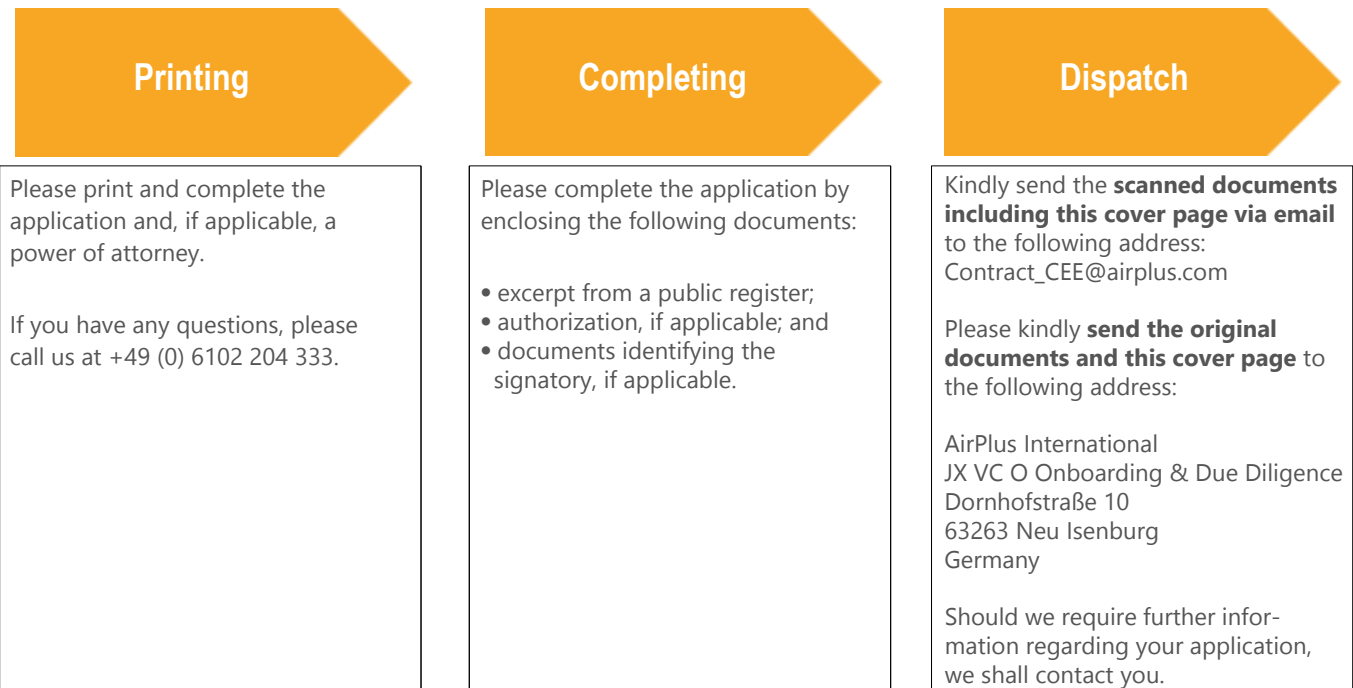 Printing
Please print and complete the
application and, if applicable, a
power of attorney.
If you have any questions, please
call us at +49 (0) 6102 204 333.
Completing
Please complete the application by
enclosing the following documents:
• excerpt from a public register;
• authorization, if applicable; and
• documents identifying the
signatory, if applicable.
Dispatch
Kindly send the scanned documents
including this cover page via email
to the following address:
Contract_CEE@airplus.com
Please kindly send the original
documents and this cover page to
the following address:
AirPlus International
JX VC O Onboarding & Due Diligence
Dornhofstraße 10
63263 Neu Isenburg
Germany
Should we require further infor-
mation regarding your application,
we shall contact you.